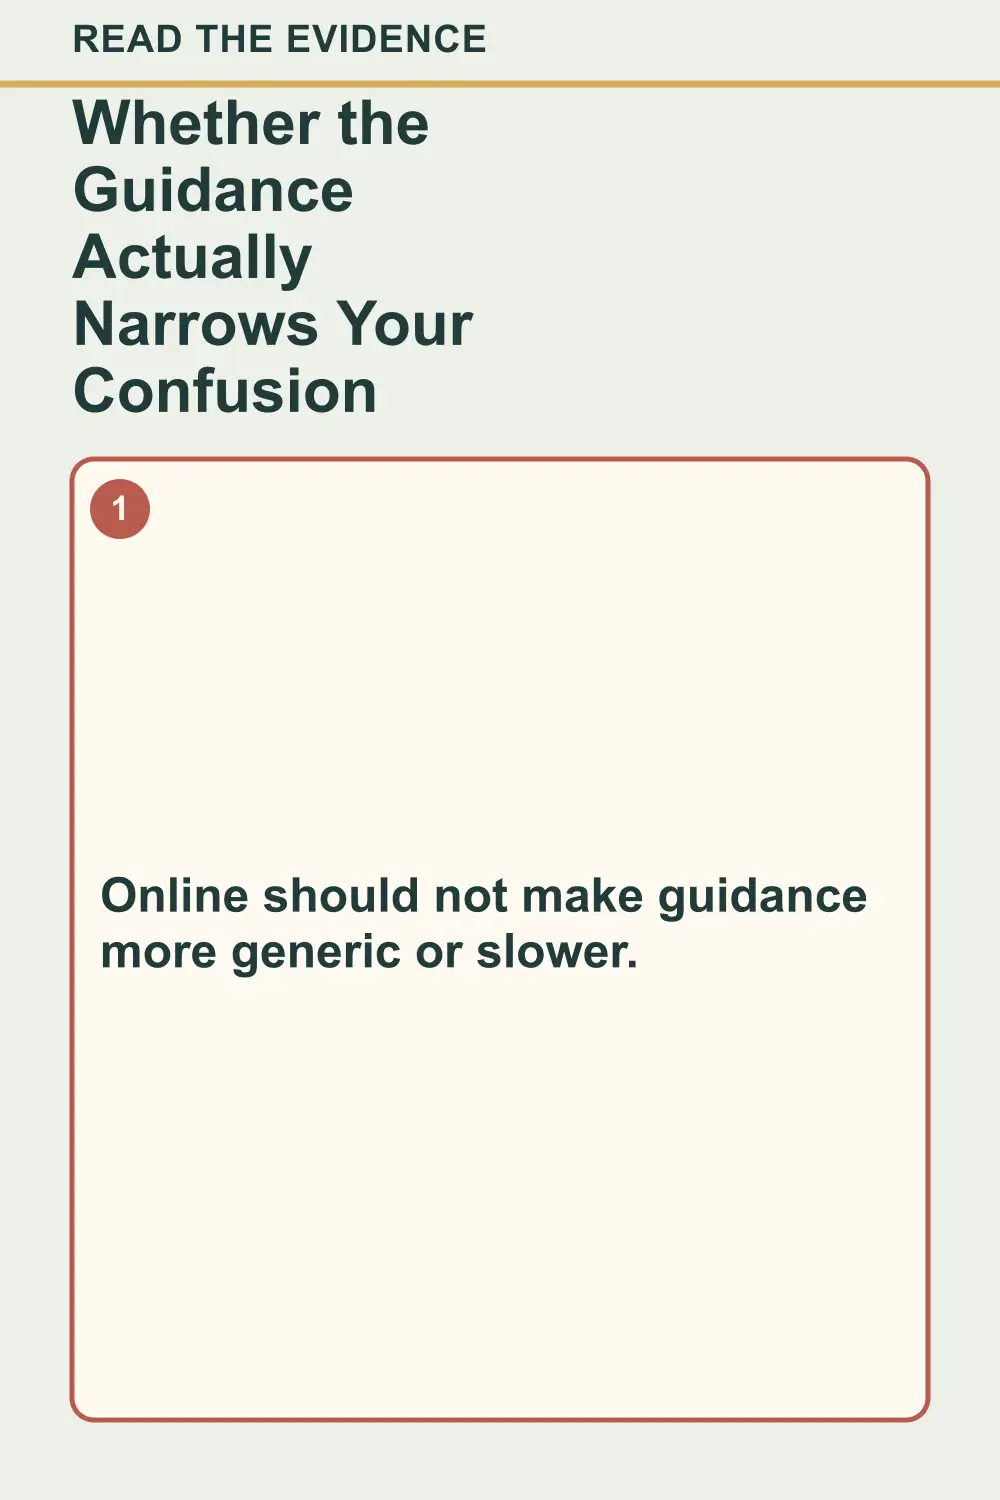 READ THE EVIDENCE
Whether the
Guidance
Actually
Narrows Your
Confusion
1
Online should not make guidance
more generic or slower.